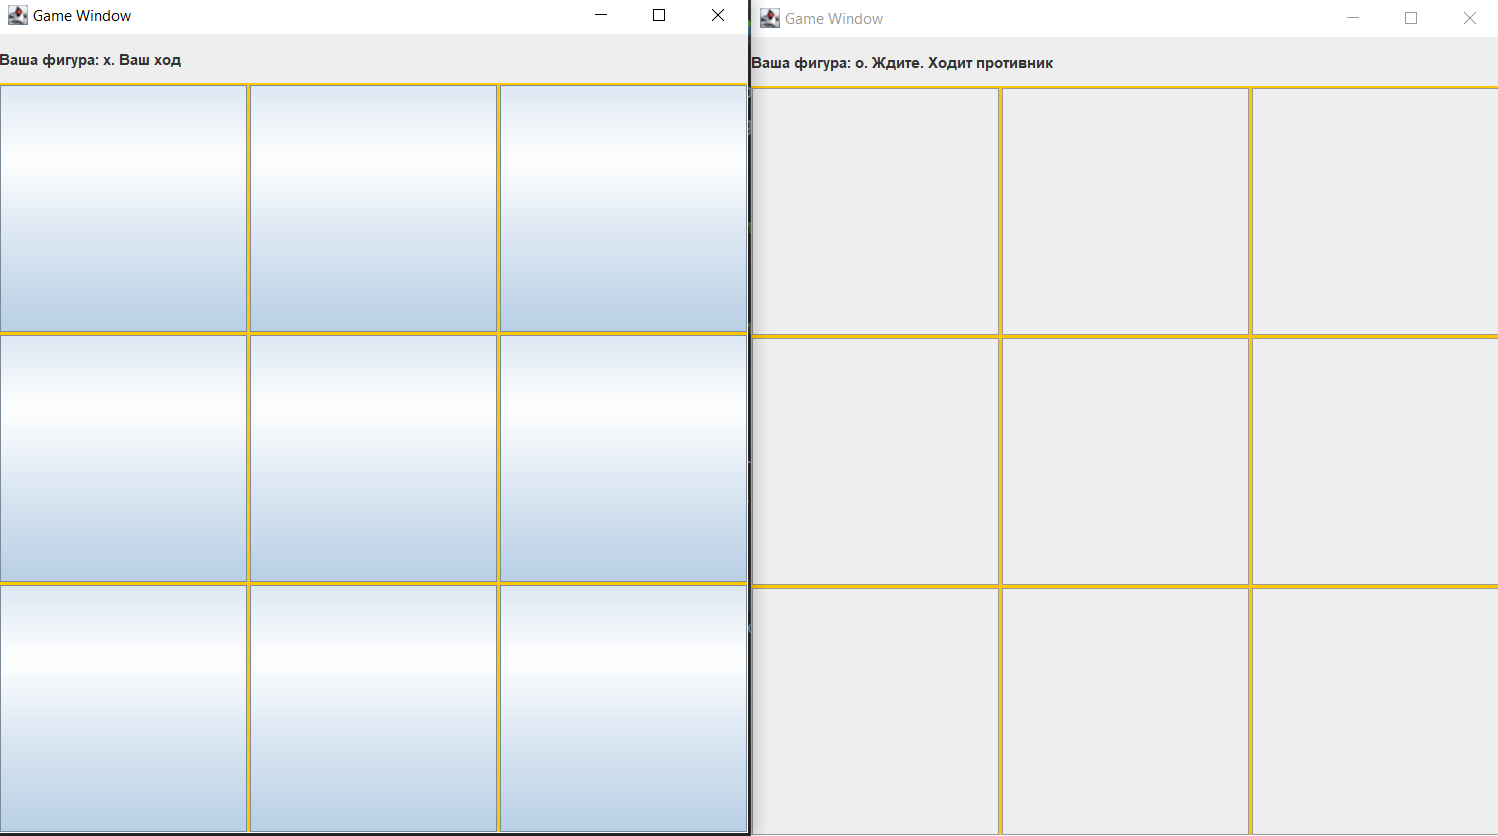 Game Window
Ваша фигура: x. Ваш ход
Game Window
Ваша фигура: o. Ждите. Ходит противник